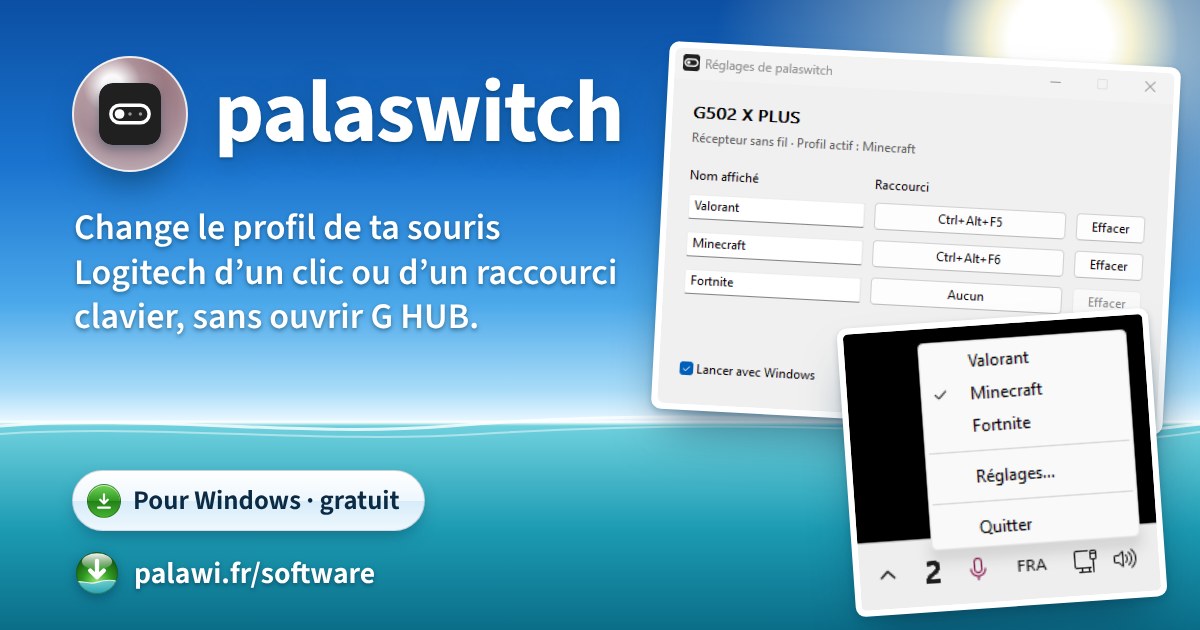 palaswitch
Change le profil de ta souris
Logitech d’un clic ou d’un raccourci
clavier, sans ouvrir G HUB.
Pour Windows · gratuit
palawi.fr/software
Réglages de palaswitch
G502 X PLUS
Récepteur sans fil · Profil actif : Minecraft
Nom affiché Raccourci
Valorant Ctrl+Alt+F5 Effacer
Minecraft Ctrl+Alt+F6 Effacer
Fortnite Aucun Effacer
Lancer avec Windows
Valorant
Minecraft
Fortnite
Réglages...
Quitter
2 FRA